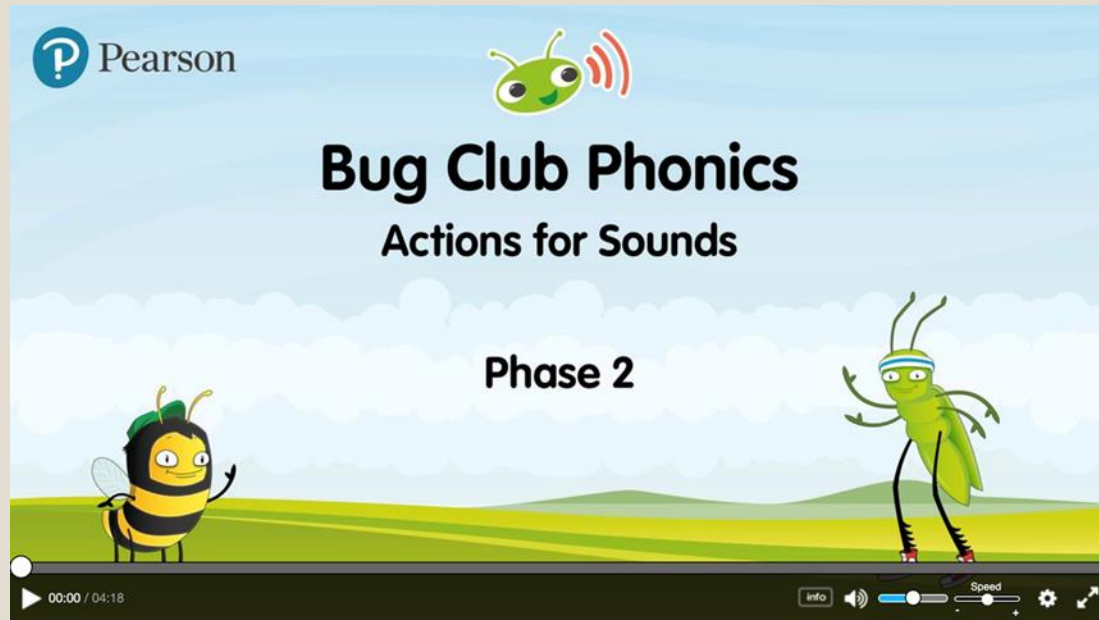 Pearson
Bug Club Phonics
Actions for Sounds
Phase 2
00:00 / 04:18
info
Speed
- +